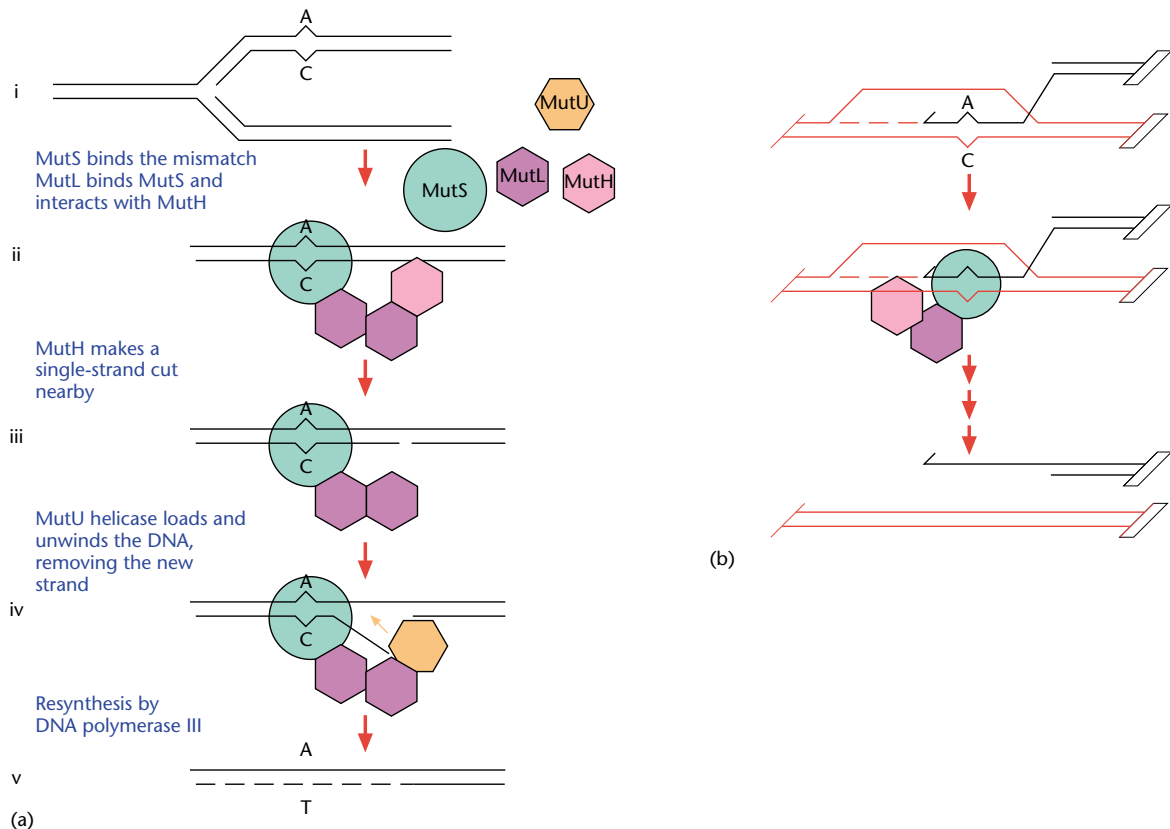 A
C
i
MutU
MutS binds the mismatch
MutL binds MutS and
interacts with MutH
MutS
MutL
MutH
A
ii
C
MutH makes a
single-strand cut
nearby
A
iii
C
MutU helicase loads and
unwinds the DNA,
removing the new
strand
A
iv
C
Resynthesis by
DNA polymerase III
A
v
T
(a)
A
C
(b)